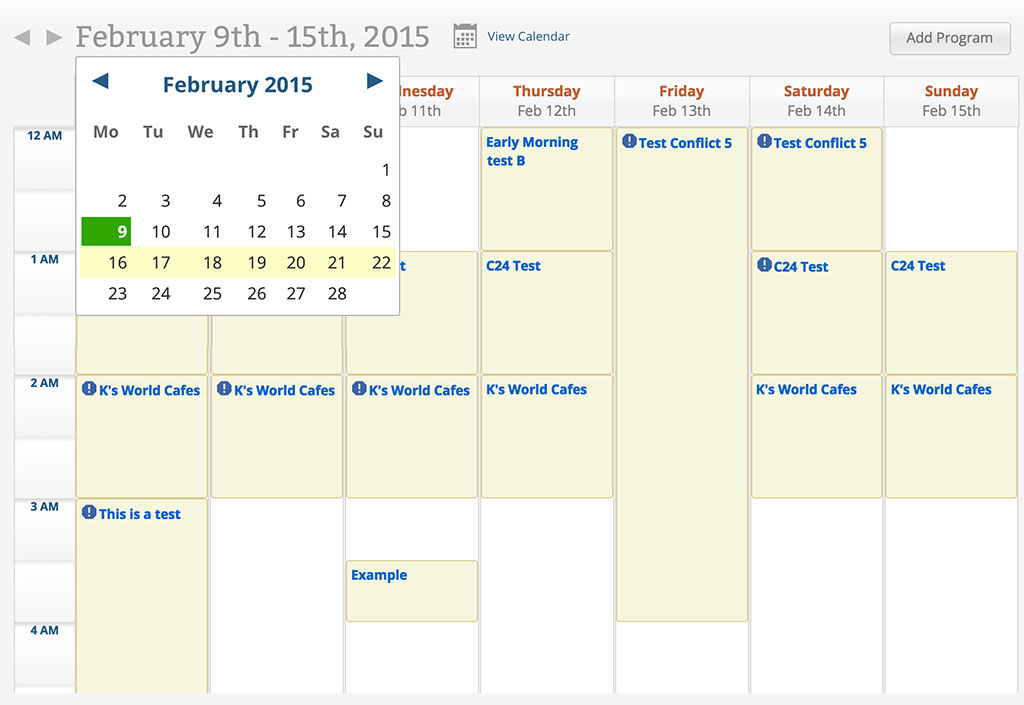 February 9th - 15th, 2015
View Calendar
Add Program
February 2015
Mo Tu We Th Fr Sa Su
1
2 3 4 5 6 7 8
9 10 11 12 13 14 15
16 17 18 19 20 21 22
23 24 25 26 27 28
Thursday
Feb 12th
Friday
Feb 13th
Saturday
Feb 14th
Sunday
Feb 15th
nesday
11th
12 AM
Early Morning
test B
Test Conflict 5
Test Conflict 5
1 AM
C24 Test
C24 Test
C24 Test
2 AM
K's World Cafes
K's World Cafes
K's World Cafes
K's World Cafes
K's World Cafes
K's World Cafes
3 AM
This is a test
Example
4 AM